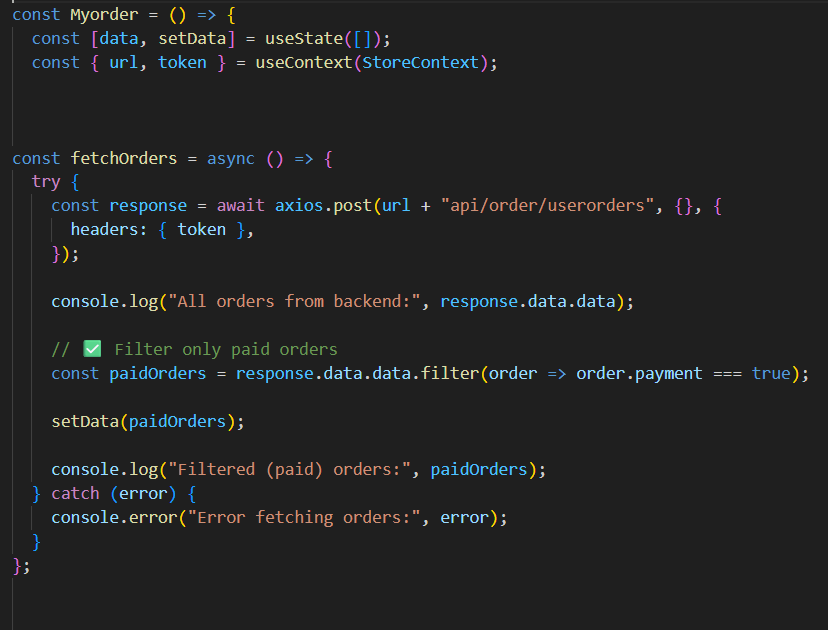 const Myorder = () => {
  const [data, setData] = useState([]);
  const { url, token } = useContext(StoreContext);
const fetchOrders = async () => {
  try {
    const response = await axios.post(url + "api/order/userorders", {}, {
      headers: { token },
    });
    console.log("All orders from backend:", response.data.data);
    // ✅ Filter only paid orders
    const paidOrders = response.data.data.filter(order => order.payment === true);
    setData(paidOrders);
    console.log("Filtered (paid) orders:", paidOrders);
  } catch (error) {
    console.error("Error fetching orders:", error);
  }
};